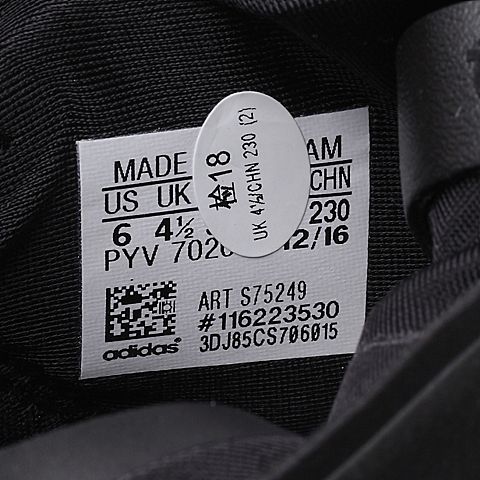 MADE AM
US UK CHN
6 4½ 230
PYV 702 12/16
ART S75249
#116223530
3DJ85CS706015
adidas
检18
UK 4½/CHN 230 (2)